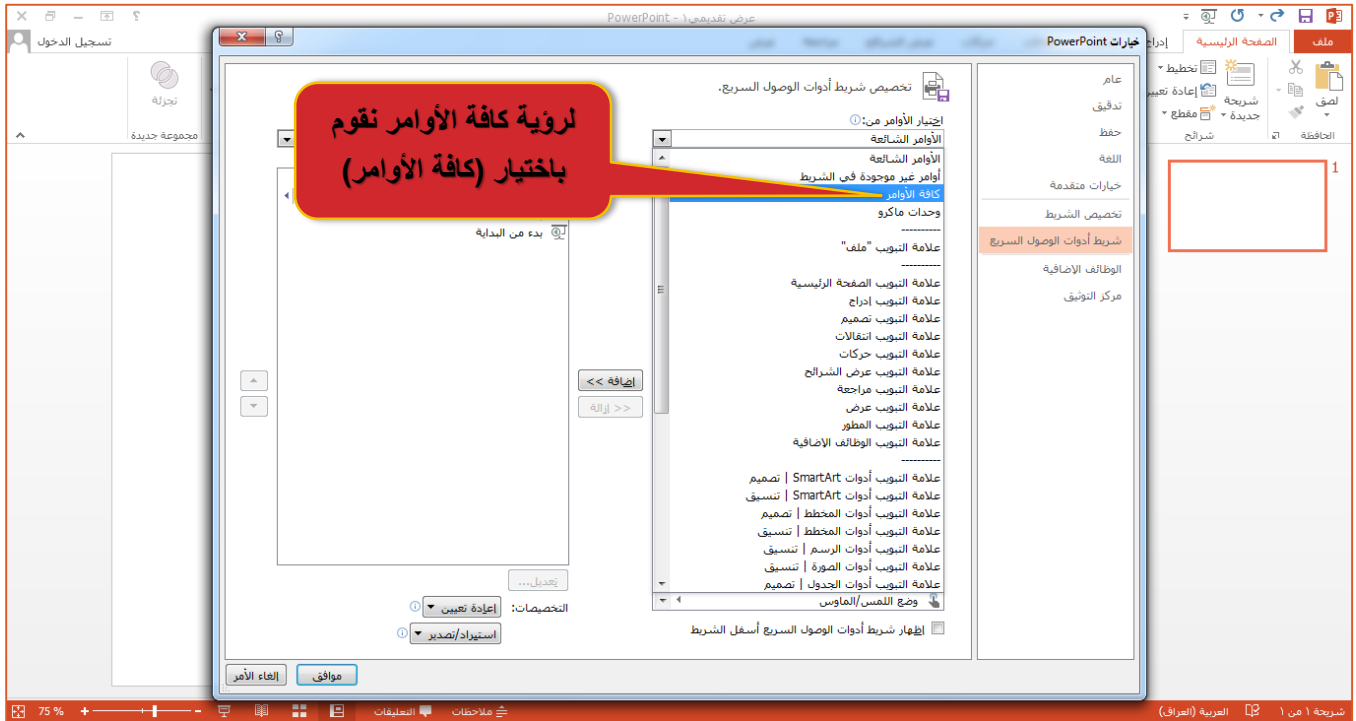 عرض تقديمي١ - PowerPoint
تسجيل الدخول
ملف
الصفحة الرئيسية
إدراج
لصق
الحافظة
شريحة
جديدة
تخطيط
إعادة تعيين
مقطع
شرائح
تجزئة
مجموعة جديدة
خيارات PowerPoint
عام
تدقيق
حفظ
اللغة
خيارات متقدمة
تخصيص الشريط
شريط أدوات الوصول السريع
الوظائف الإضافية
مركز التوثيق
تخصيص شريط أدوات الوصول السريع.
اختيار الأوامر من:
الأوامر الشائعة
الأوامر الشائعة
أوامر غير موجودة في الشريط
كافة الأوامر
وحدات ماكرو
----------
علامة التبويب "ملف"
----------
علامة التبويب الصفحة الرئيسية
علامة التبويب إدراج
علامة التبويب تصميم
علامة التبويب انتقالات
علامة التبويب حركات
علامة التبويب عرض الشرائح
علامة التبويب مراجعة
علامة التبويب عرض
علامة التبويب المطور
علامة التبويب الوظائف الإضافية
----------
علامة التبويب أدوات SmartArt | تصميم
علامة التبويب أدوات SmartArt | تنسيق
علامة التبويب أدوات المخطط | تصميم
علامة التبويب أدوات المخطط | تنسيق
علامة التبويب أدوات الرسم | تنسيق
علامة التبويب أدوات الصورة | تنسيق
علامة التبويب أدوات الجدول | تصميم
وضع اللمس/الماوس
إظهار شريط أدوات الوصول السريع أسفل الشريط
إضافة >>
<< إزالة
لرؤية كافة الأوامر نقوم
باختيار (كافة الأوامر)
بدء من البداية
تعديل...
التخصيصات:
إعادة تعيين
استيراد/تصدير
موافق
إلغاء الأمر
1
شريحة ١ من ١
العربية (العراق)
ملاحظات
التعليقات
75 %